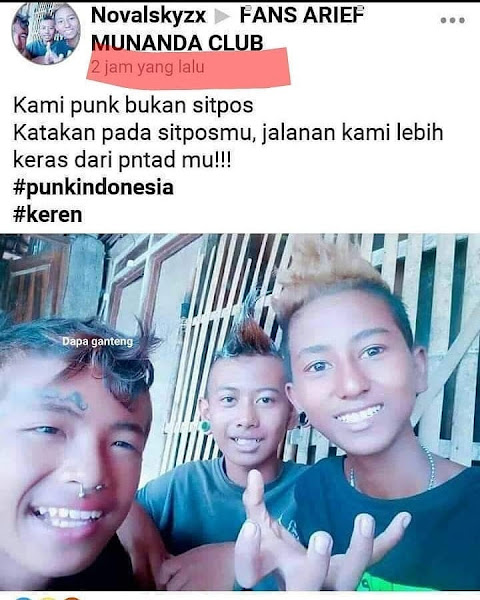 Novalskyzx ▶ FANS ARIEF
MUNANDA CLUB
2 jam yang lalu
Kami punk bukan sitpos
Katakan pada sitposmu, jalanan kami lebih
keras dari pntad mu!!!
#punkindonesia
#keren
Dapa ganteng